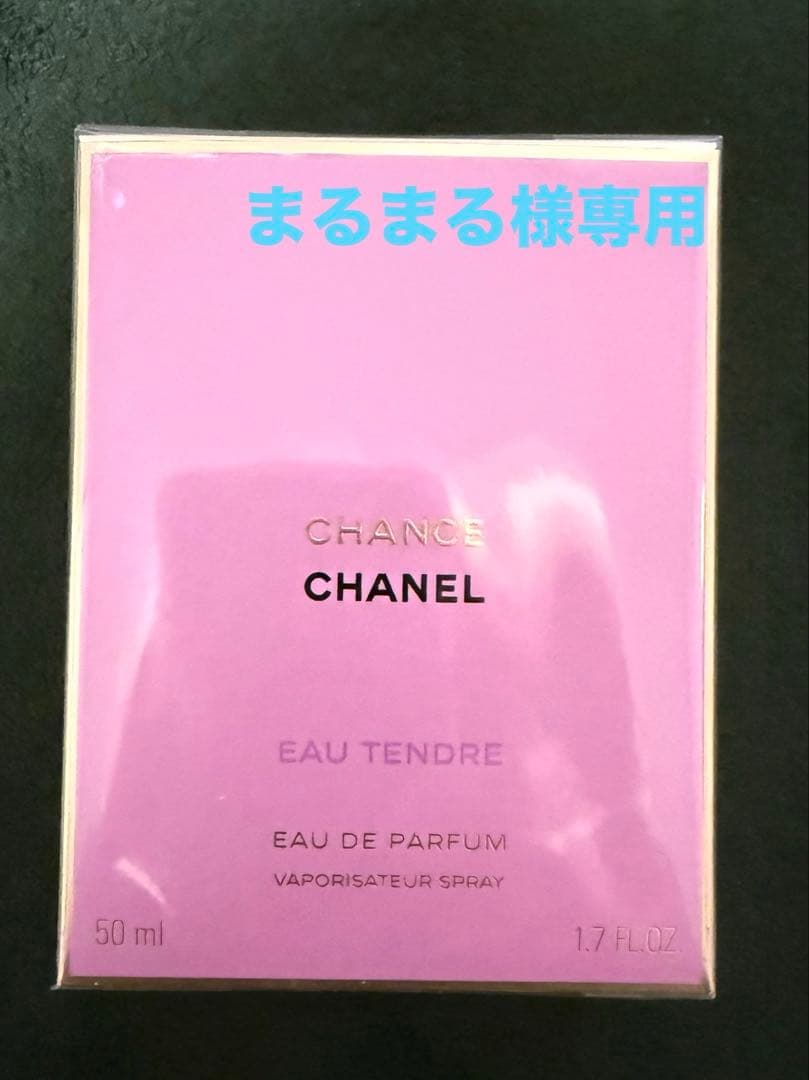 まるまる様専用
CHANCE
CHANEL
EAU TENDRE
EAU DE PARFUM
VAPORISATEUR SPRAY
50 ml
1.7 FL.OZ.